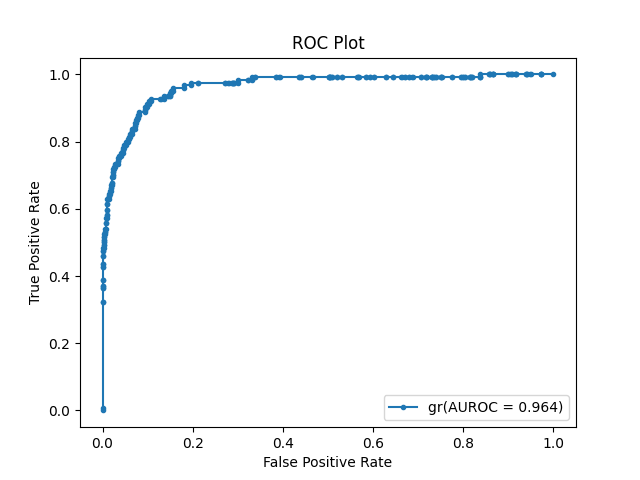 ROC Plot
1.0
0.8
0.6
0.4
0.2
0.0
True Positive Rate
gr(AUROC = 0.964)
0.0 0.2 0.4 0.6 0.8 1.0
False Positive Rate